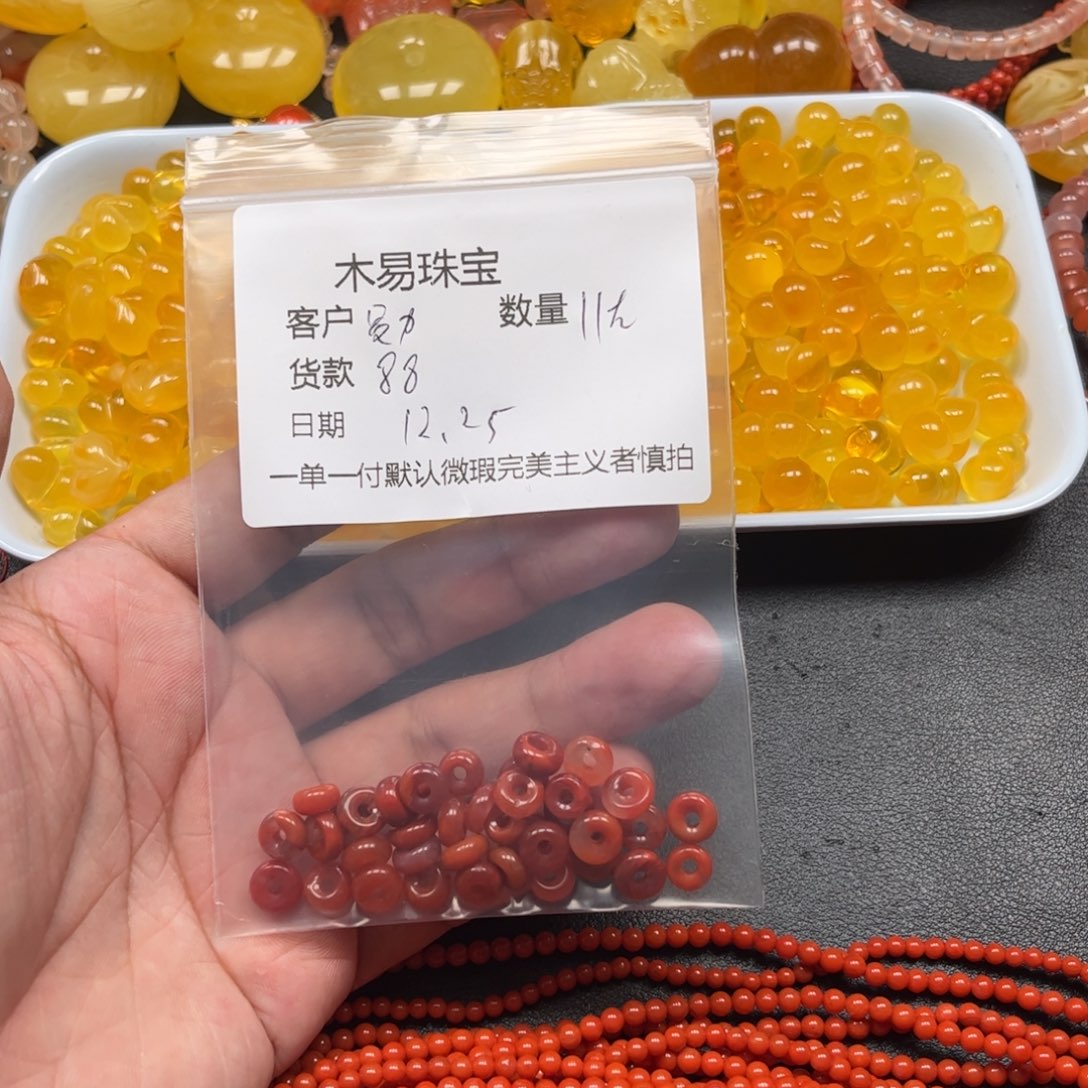 木易珠宝
客户 数量 11
货款 88
日期 12.25
一单一付默认微瑕完美主义者慎拍